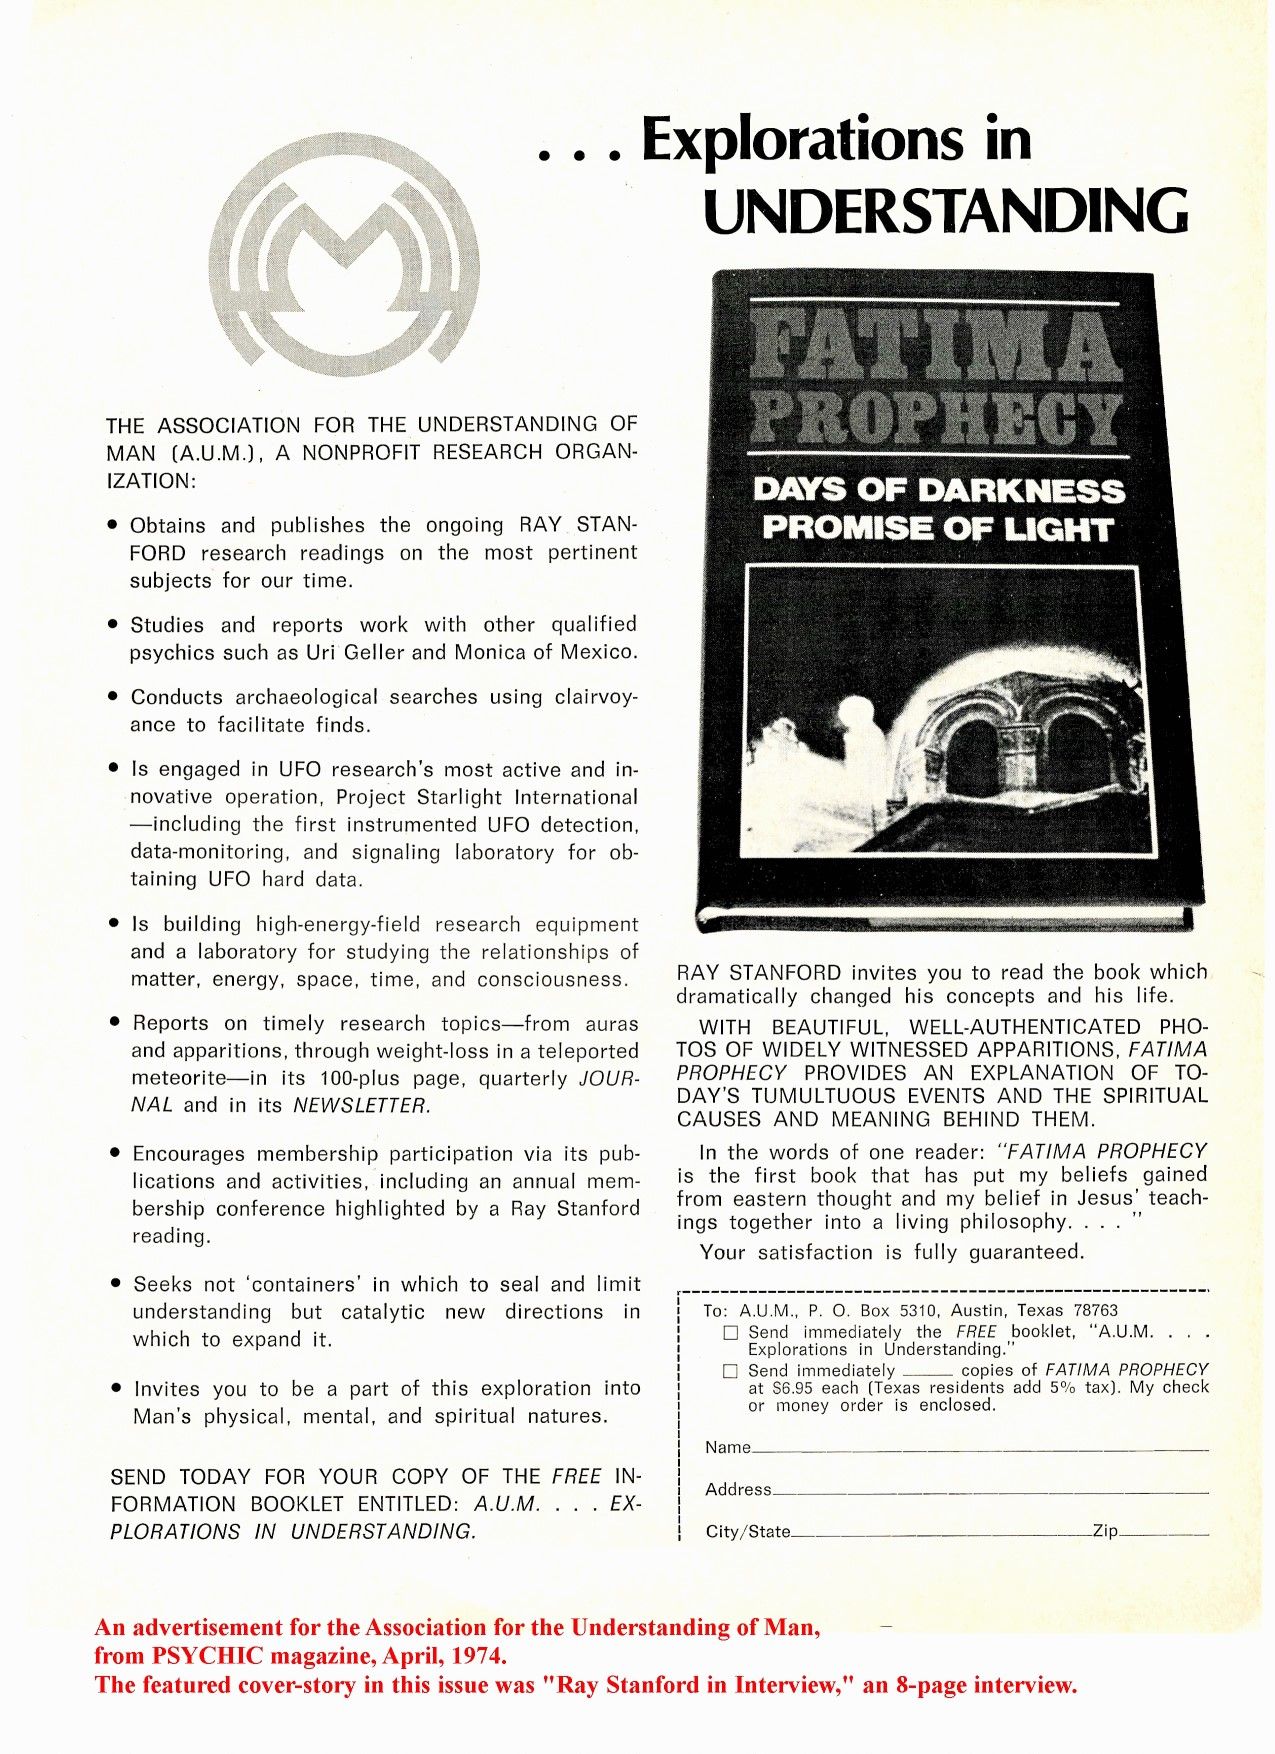 . . . Explorations in
UNDERSTANDING
THE ASSOCIATION FOR THE UNDERSTANDING OF
MAN (A.U.M.), A NONPROFIT RESEARCH ORGAN-
IZATION:
• Obtains and publishes the ongoing RAY STAN-
FORD research readings on the most pertinent
subjects for our time.
• Studies and reports work with other qualified
psychics such as Uri Geller and Monica of Mexico.
• Conducts archaeological searches using clairvoy-
ance to facilitate finds.
• Is engaged in UFO research's most active and in-
novative operation, Project Starlight International
—including the first instrumented UFO detection,
data-monitoring, and signaling laboratory for ob-
taining UFO hard data.
• Is building high-energy-field research equipment
and a laboratory for studying the relationships of
matter, energy, space, time, and consciousness.
• Reports on timely research topics—from auras
and apparitions, through weight-loss in a teleported
meteorite—in its 100-plus page, quarterly JOUR-
NAL and in its NEWSLETTER.
• Encourages membership participation via its pub-
lications and activities, including an annual mem-
bership conference highlighted by a Ray Stanford
reading.
• Seeks not 'containers' in which to seal and limit
understanding but catalytic new directions in
which to expand it.
• Invites you to be a part of this exploration into
Man's physical, mental, and spiritual natures.
SEND TODAY FOR YOUR COPY OF THE FREE IN-
FORMATION BOOKLET ENTITLED: A.U.M. . . . EX-
PLORATIONS IN UNDERSTANDING.
FATIMA
PROPHECY
DAYS OF DARKNESS
PROMISE OF LIGHT
RAY STANFORD invites you to read the book which
dramatically changed his concepts and his life.
WITH BEAUTIFUL, WELL-AUTHENTICATED PHO-
TOS OF WIDELY WITNESSED APPARITIONS, FATIMA
PROPHECY PROVIDES AN EXPLANATION OF TO-
DAY'S TUMULTUOUS EVENTS AND THE SPIRITUAL
CAUSES AND MEANING BEHIND THEM.
In the words of one reader: "FATIMA PROPHECY
is the first book that has put my beliefs gained
from eastern thought and my belief in Jesus' teach-
ings together into a living philosophy. . . . "
Your satisfaction is fully guaranteed.
To: A.U.M., P. O. Box 5310, Austin, Texas 78763
☐ Send immediately the FREE booklet, "A.U.M. . . .
Explorations in Understanding."
☐ Send immediately _____ copies of FATIMA PROPHECY
at $6.95 each (Texas residents add 5% tax). My check
or money order is enclosed.
Name
Address
City/State Zip
An advertisement for the Association for the Understanding of Man,
from PSYCHIC magazine, April, 1974.
The featured cover-story in this issue was "Ray Stanford in Interview," an 8-page interview.